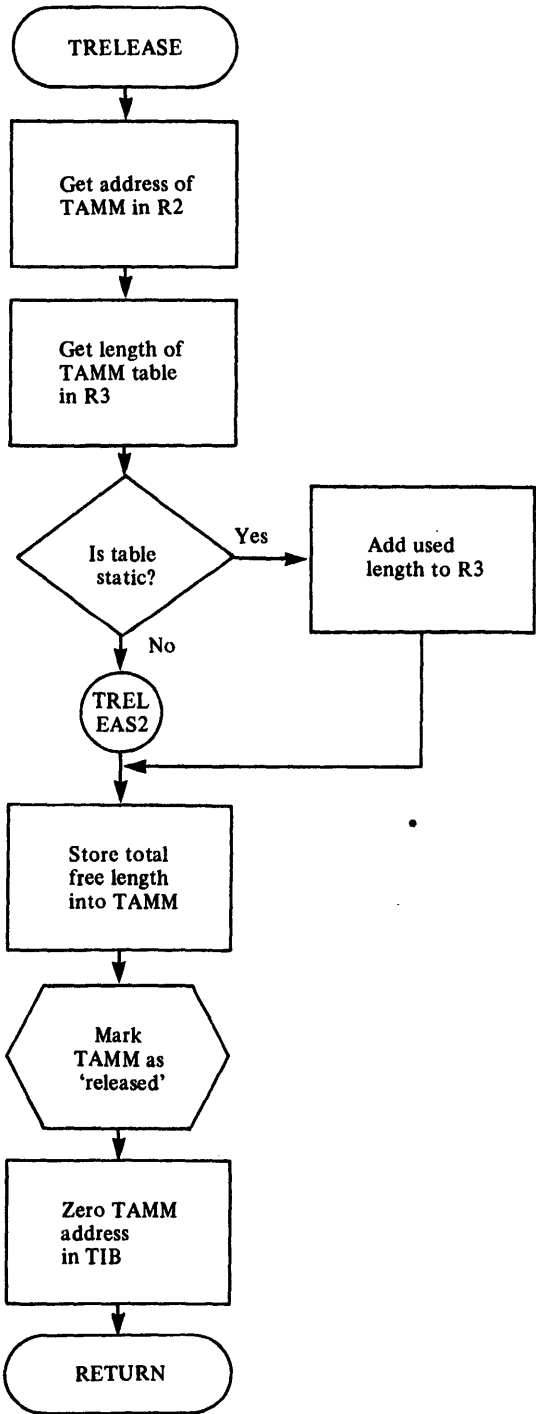 TRELEASE
Get address of
TAMM in R2
Get length of
TAMM table
in R3
Is table
static?
Yes
Add used
length to R3
No
TREL
EAS2
Store total
free length
into TAMM
Mark
TAMM as
‘released’
Zero TAMM
address
in TIB
RETURN